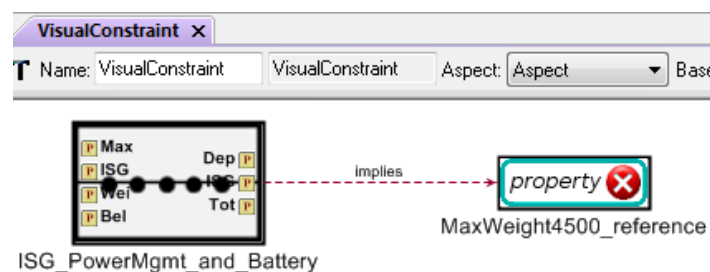 VisualConstraint X
T Name: VisualConstraint VisualConstraint Aspect: Aspect Base
P Max
P ISG
P Wei
P Bel
Dep P
ISG P
Tot P
implies
property
MaxWeight4500_reference
ISG_PowerMgmt_and_Battery